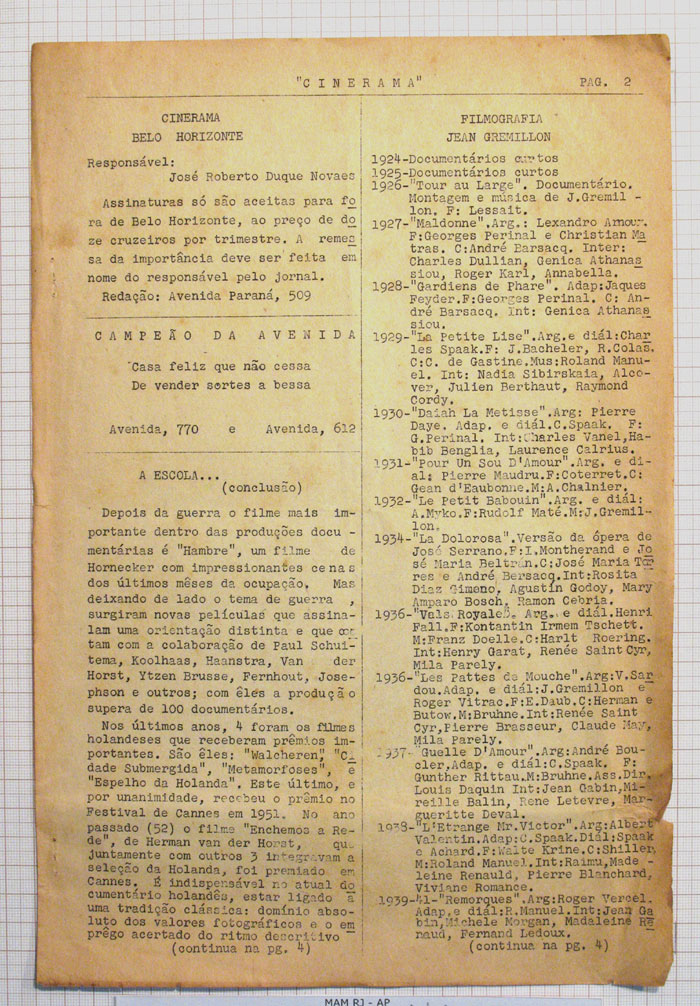 "CINERAMA" PAG. 2
CINERAMA
BELO HORIZONTE
Responsável:
José Roberto Duque Novaes
Assinaturas só são aceitas para fo
ra de Belo Horizonte, ao preço de do
ze cruzeiros por trimestre. A remes
sa da importância deve ser feita em
nome do responsável pelo jornal.
Redação: Avenida Paraná, 509
CAMPEÃO DA AVENIDA
Casa feliz que não cessa
De vender sortes a bessa
Avenida, 770 e Avenida, 612
A ESCOLA...
(conclusão)
Depois da guerra o filme mais im-
portante dentro das produções docu -
mentárias é "Hambre", um filme de
Hornecker com impressionantes cenas
dos últimos mêses da ocupação. Mas
deixando de lado o tema de guerra ,
surgiram novas películas que assina-
lam uma orientação distinta e que con
tam com a colaboração de Paul Schui-
tema, Koolhaas, Haanstra, Van der
Horst, Ytzen Brusse, Fernhout, Jose-
phson e outros; com êles a produção
supera de 100 documentários.
Nos últimos anos, 4 foram os filmes
holandeses que receberam prêmios im-
portantes. São êles: "Walcheren", "Ci
dade Submergida", "Metamorfoses", e
"Espelho da Holanda". Este último, e
por unanimidade, recebeu o prêmio no
Festival de Cannes em 1951. No ano
passado (52) o filme "Enchemos a Re-
de", de Herman van der Horst, qu
juntamente com outros 3 integravam a
seleção da Holanda, foi premiado em
Cannes. É indispensável no atual do
cumentário holandês, estar ligado a
uma tradição clássica: domínio abso-
luto dos valores fotográficos e o em
prêgo acertado do ritmo descritivo
(continua na pg. 4)
FILMOGRAFIA
JEAN GREMILLON
1924-Documentários curtos
1925-Documentários curtos
1926-"Tour au Large". Documentário.
Montagem e música de J.Gremil -
lon. F: Lessait.
1927-"Maldonne".Arg.: Lexandro Amour.
F:Georges Perinal e Christian Ma
tras. C:André Barsacq. Inter:
Charles Dullian, Genica Athanas
siou, Roger Karl, Annabella.
1928-"Gardiens de Phare". Adap:Jaques
Feyder.F:Georges Perinal. C: An-
dré Barsacq. Int: Genica Athanas
siou.
1929-"La Petite Lise".Arg.e diál:Char
les Spaak.F: J.Bacheler, R.Colas.
C:C. de Gastine.Mus:Roland Manu-
el. Int: Nadia Sibirskaia, Alco-
ver, Julien Berthaut, Raymond
Cordy.
1930-"Daiah La Metisse".Arg: Pierre
Daye. Adap. e diál.C.Spaak. F:
G.Perinal. Int:Charles Vanel,Ha-
bib Benglia, Laurence Calrius.
1931-"Pour Un Sou D'Amour".Arg. e di-
al: Pierre Maudru.F:Coterret.C:
Gean d'Eaubonne.M:A.Chalnier.
1932-"Le Petit Babouin".Arg. e diál:
A.Myko.F:Rudolf Maté.M:J.Gremil-
lon.
1934-"La Dolorosa".Versão da ópera de
José Serrano.F:I.Montherand e Jo
sé Maria Beltran.C:José Maria Tor
res e André Bersacq.Int:Rosita
Diaz Gimeno, Agustin Godoy, Mary
Amparo Bosch, Ramon Cebria.
1936-"Vals Royale". Arg. e diál.Henri
Fall.F:Kontantin Irmem Tschett.
M:Franz Doelle.C:Harlt Roering.
Int:Henry Garat, Renée Saint Cyr,
Mila Parely.
1936-"Les Pattes de Mouche".Arg:V.Sar
dou.Adap. e diál:J.Gremillon e
Roger Vitrac.F:E.Daub.C:Herman e
Butow.M:Bruhne.Int:Renée Saint
Cyr,Pierre Brasseur, Claude May,
Mila Parely.
1937-"Guelle D'Amour".Arg:André Bou-
cler,Adap. e diál:C.Spaak. F:
Gunther Rittau.M:Bruhne.Ass.Dir.
Louis Daquin Int:Jean Gabin,Mi-
reille Balin, Rene Letevre, Mar-
gueritte Deval.
1938-"L'Etrange Mr.Victor".Arg:Albert
Valentin.Adap:C.Spaak.Diál:Spaak
Achard.F:Walte Krine.C:Shiller,
M:Roland Manuel.Int:Raimu,Made -
leine Renauld, Pierre Blanchard,
Viviane Romance.
1939-41-"Remorques".Arg:Roger Vercel.
Adap.e diál:R.Manuel.Int:Jean Ga
bin,Michele Morgan, Madaleine Re
naud, Fernand Ledoux.
(continua na pg. 4)
MAM RJ - AP